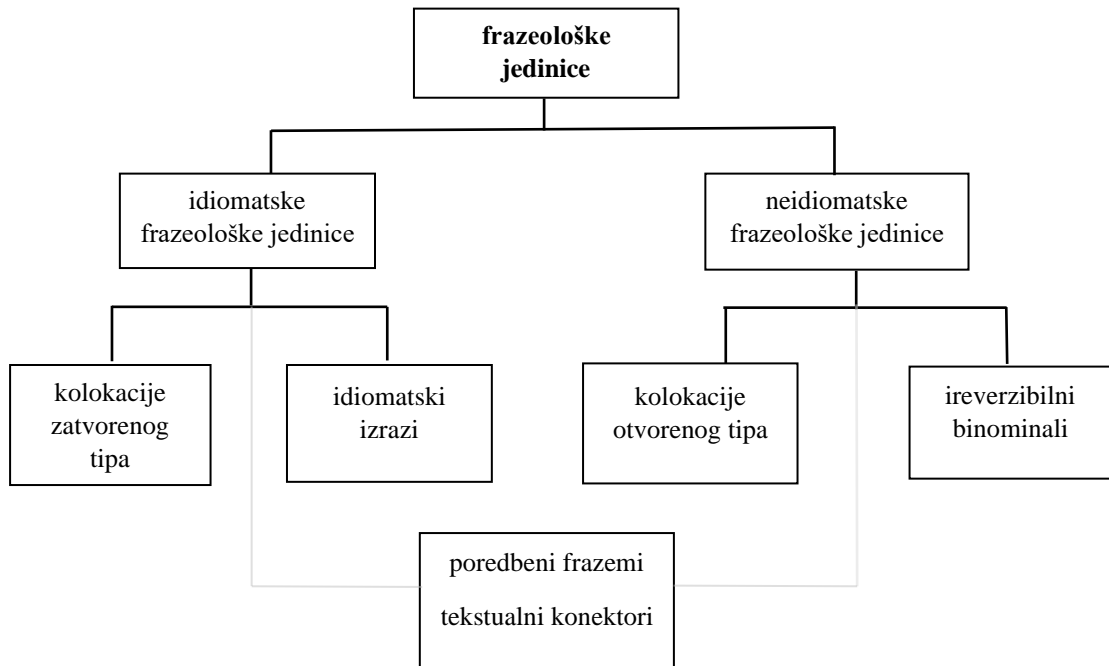 frazeološke
jedinice
idiomatske
frazeološke jedinice
neidiomatske
frazeološke jedinice
kolokacije
zatvorenog
tipa
idiomatski
izrazi
kolokacije
otvorenog tipa
ireverzibilni
binominali
poredbeni frazemi
tekstualni konektori